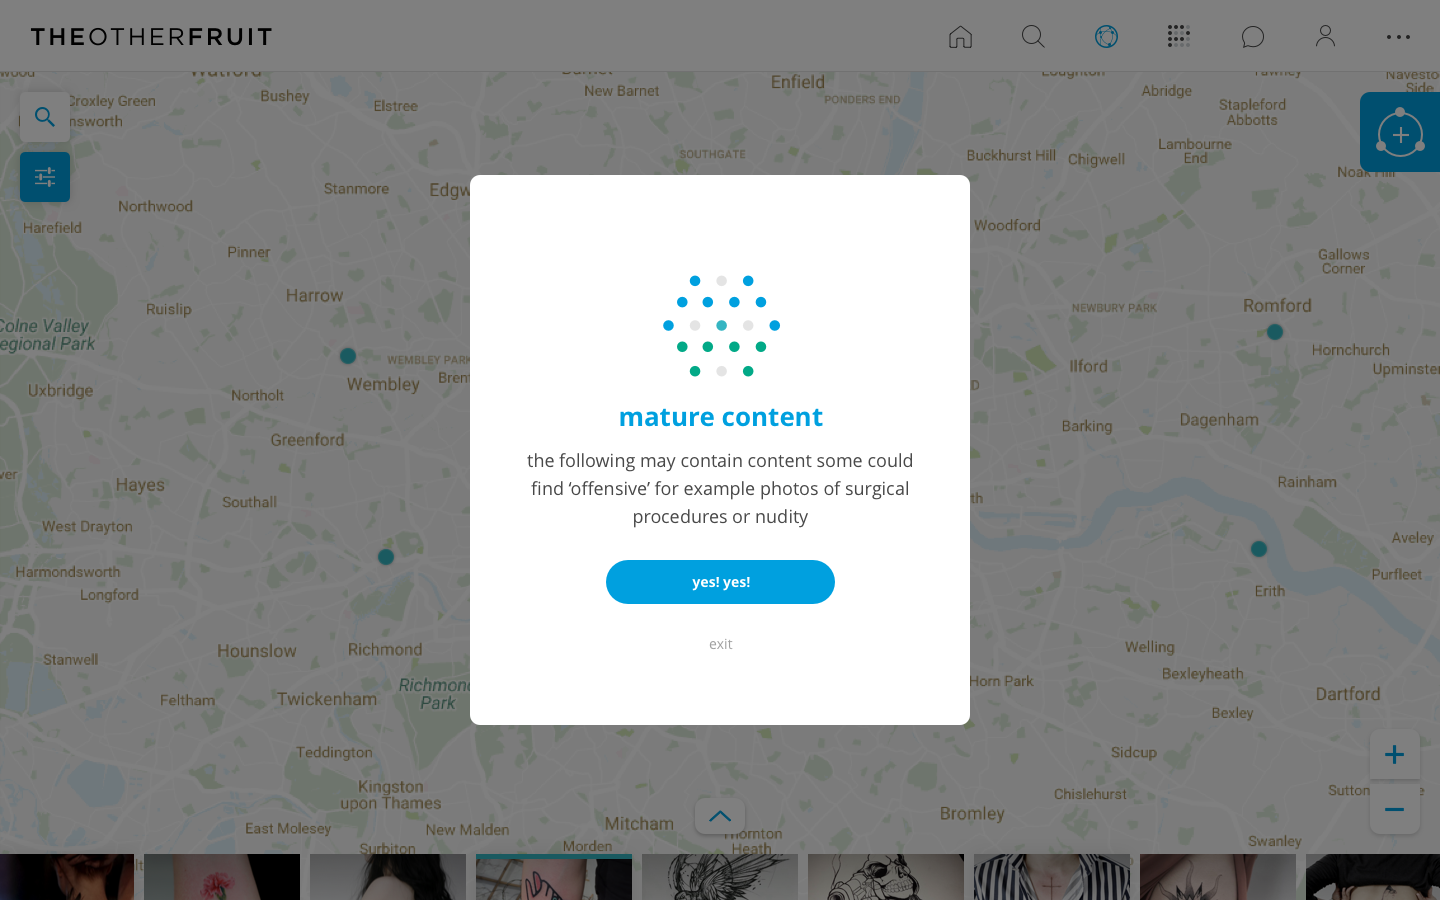 THEOTHERFRUIT
Watford
Enfield
Loughton
Croxley Green
Bushey
Elstree
New Barnet
PONDERS END
Abridge
Stapleford
Abbotts
Navesto
Side
nsworth
SOUTHGATE
Buckhurst Hill
Chigwell
Lambourne
End
Noak Hill
Stanmore
Edgw
Northwood
Harefield
Woodford
Pinner
Gallows
Corner
Harrow
Ruislip
NEWBURY PARK
Romford
Colne Valley
egional Park
WEMBLEY PARK
Hornchurch
Wembley
Brem
Ilford
Upminster
Uxbridge
Northolt
mature content
Barking
Dagenham
Greenford
the following may contain content some could
find ‘offensive’ for example photos of surgical
procedures or nudity
Hayes
Southall
Rainham
West Drayton
Aveley
Harmondsworth
Longford
yes! yes!
Purfleet
Erith
exit
Stanwell
Hounslow
Richmond
Welling
Horn Park
Bexleyheath
Feltham
Twickenham
Richmond
Park
Dartford
Bexley
Teddington
Sidcup
Kingston
upon Thames
Chislehurst
Sutton
Bromley
Mitcham
East Molesey
New Malden
Thornton
Heath
Surbiton
Morden
Swanley